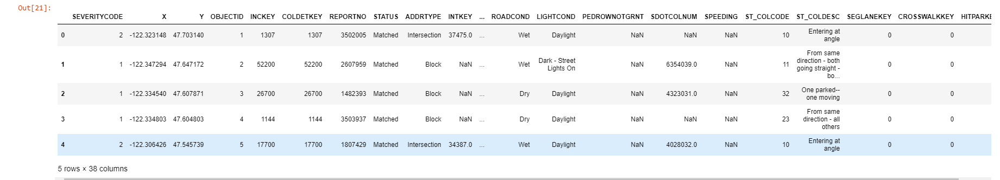 Out[21]:
SEVERITYCODE X Y OBJECTID INCKEY COLDETKEY REPORTNO STATUS ADDRTYPE INTKEY ... ROADCOND LIGHTCOND PEDROWNOTGRNT SDOTCOLNUM SPEEDING ST_COLCODE ST_COLDESC SEGLANEKEY CROSSWALKKEY HITPARKE
0 2 -122.323148 47.703140 1 1307 1307 3502005 Matched Intersection 37475.0 ... Wet Daylight NaN NaN NaN 10 Entering at angle 0 0
1 1 -122.347294 47.647172 2 52200 52200 2607959 Matched Block NaN ... Wet Dark - Street Lights On NaN 6354039.0 NaN 11 From same direction - both going straight - bo... 0 0
2 1 -122.334540 47.607871 3 26700 26700 1482393 Matched Block NaN ... Dry Daylight NaN 4323031.0 NaN 32 One parked-- one moving 0 0
3 1 -122.334803 47.604803 4 1144 1144 3503937 Matched Block NaN ... Dry Daylight NaN NaN NaN 23 From same direction - all others 0 0
4 2 -122.306426 47.545739 5 17700 17700 1807429 Matched Intersection 34387.0 ... Wet Daylight NaN 4028032.0 NaN 10 Entering at angle 0 0
5 rows × 38 columns